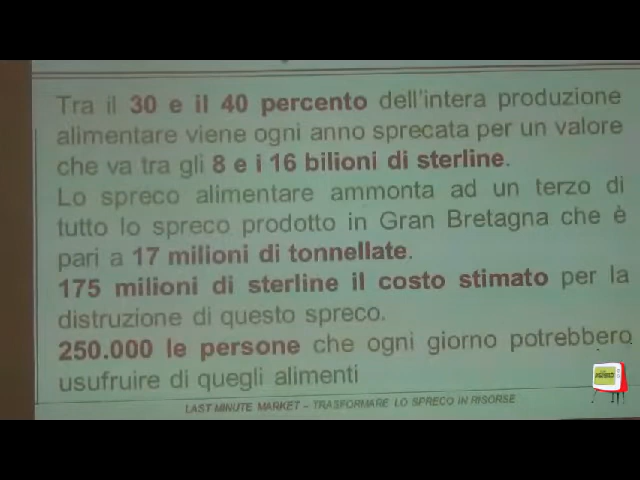 Tra il 30 e il 40 percento dell'intera produzione
alimentare viene ogni anno sprecata per un valore
che va tra gli 8 e i 16 bilioni di sterline.
Lo spreco alimentare ammonta ad un terzo di
tutto lo spreco prodotto in Gran Bretagna che è
pari a 17 milioni di tonnellate.
175 milioni di sterline il costo stimato per la
distruzione di questo spreco.
250.000 le persone che ogni giorno potrebbero
usufruire di quegli alimenti
LAST MINUTE MARKET – TRASFORMARE LO SPRECO IN RISORSE